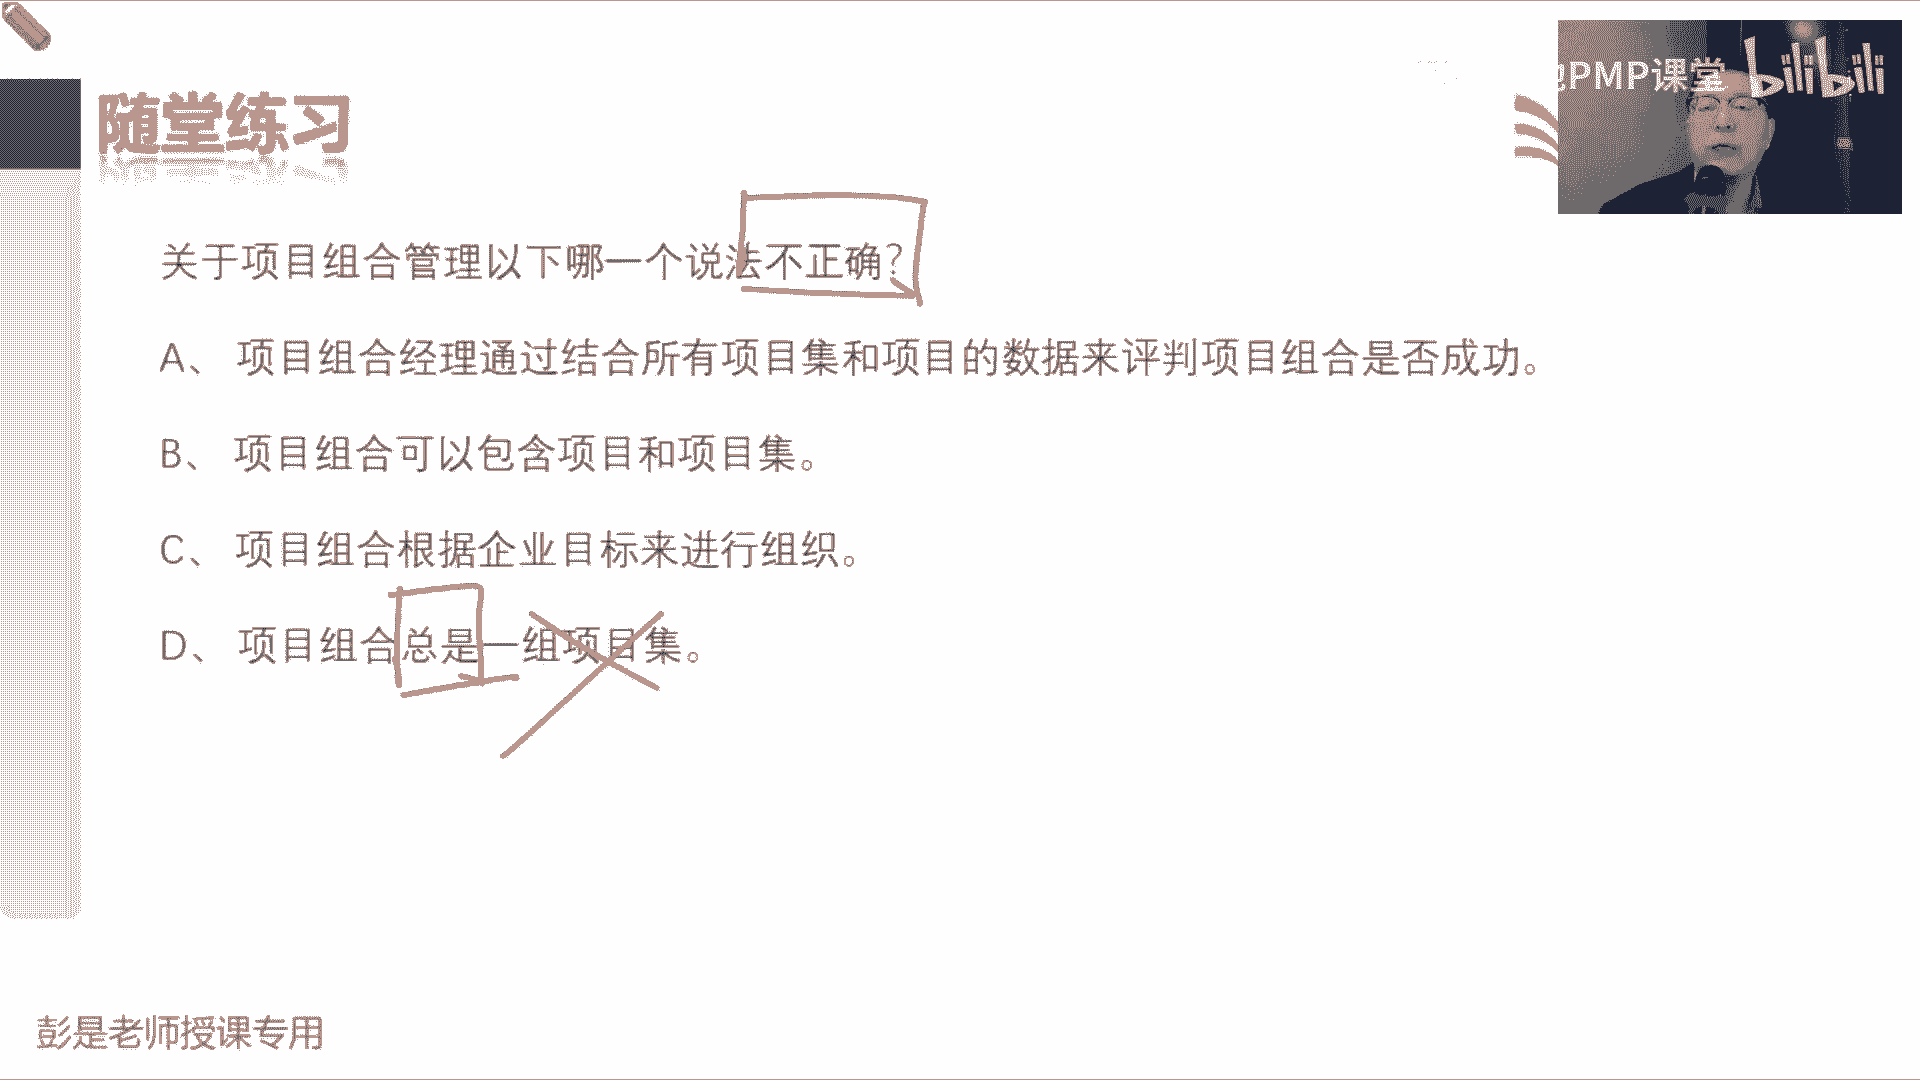 PMP课堂 bilibili
随堂练习
关于项目组合管理以下哪一个说法不正确？
A、 项目组合经理通过结合所有项目集和项目的数据来评判项目组合是否成功。
B、 项目组合可以包含项目和项目集。
C、 项目组合根据企业目标来进行组织。
D、 项目组合总是一组项目集。
彭是老师授课专用